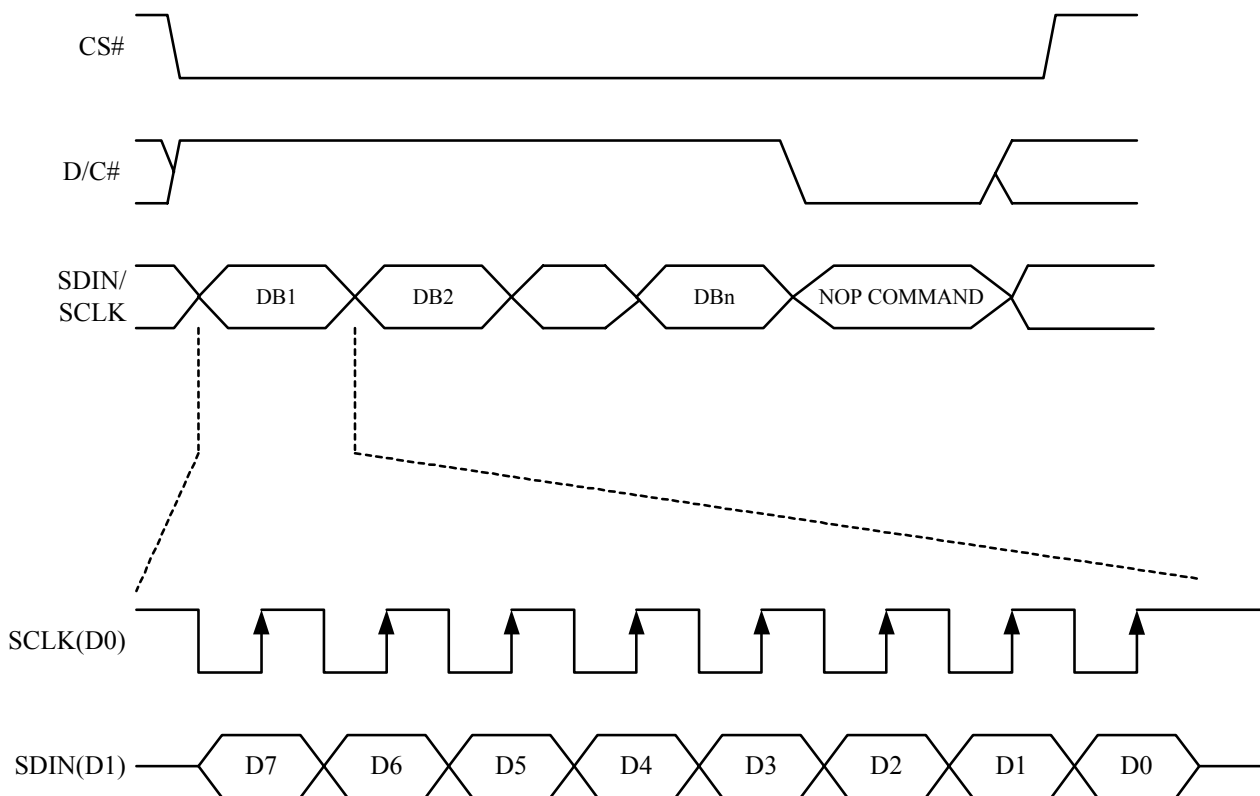 CS#
D/C#
SDIN/
SCLK
DB1 DB2 DBn NOP COMMAND
SCLK(D0)
SDIN(D1) D7 D6 D5 D4 D3 D2 D1 D0